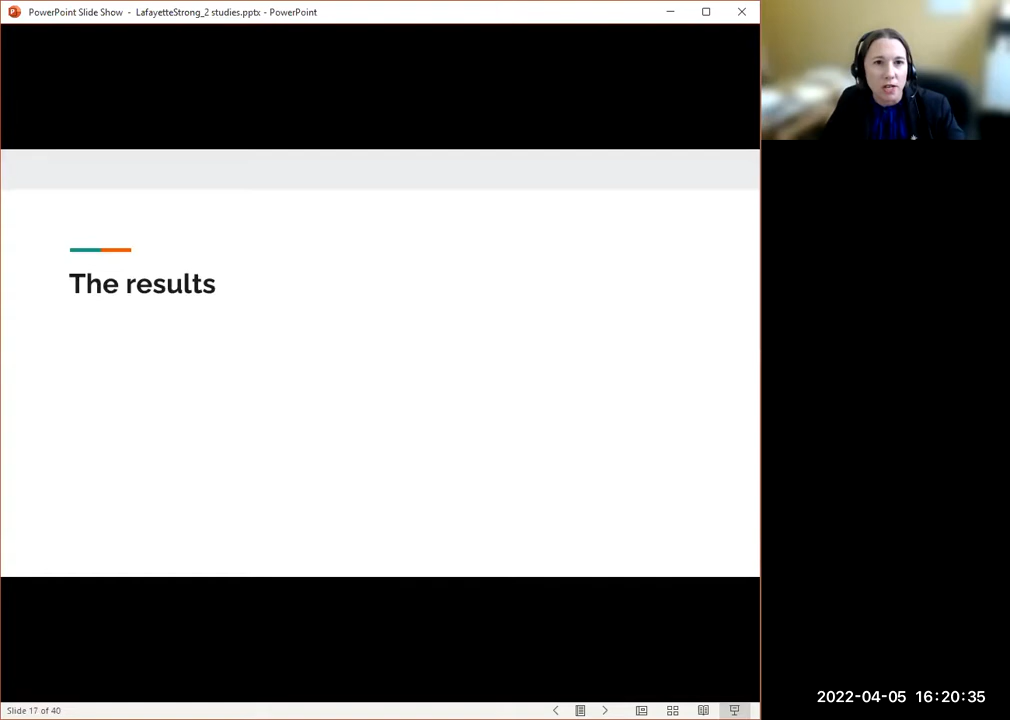 PowerPoint Slide Show - LafayetteStrong_2 studies.pptx - PowerPoint
The results
Slide 17 of 40
2022-04-05 16:20:35